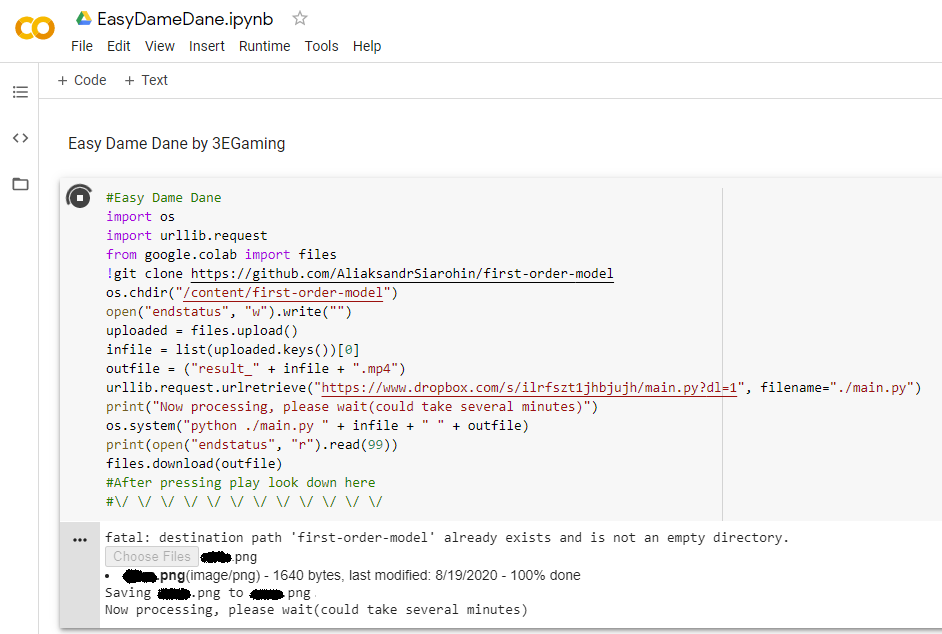 CO EasyDameDane.ipynb
File Edit View Insert Runtime Tools Help
+ Code + Text
Easy Dame Dane by 3EGaming
#Easy Dame Dane
import os
import urllib.request
from google.colab import files
!git clone https://github.com/AliaksandrSiarohin/first-order-model
os.chdir("/content/first-order-model")
open("endstatus", "w").write("")
uploaded = files.upload()
infile = list(uploaded.keys())[0]
outfile = ("result_" + infile + ".mp4")
urllib.request.urlretrieve("https://www.dropbox.com/s/ilrfszt1jhbjujh/main.py?dl=1", filename="./main.py")
print("Now processing, please wait(could take several minutes)")
os.system("python ./main.py " + infile + " " + outfile)
print(open("endstatus", "r").read(99))
files.download(outfile)
#After pressing play look down here
#\/ \/ \/ \/ \/ \/ \/ \/ \/ \/ \/ \/
fatal: destination path 'first-order-model' already exists and is not an empty directory.
Choose Files .png
• .png(image/png) - 1640 bytes, last modified: 8/19/2020 - 100% done
Saving .png to .png
Now processing, please wait(could take several minutes)